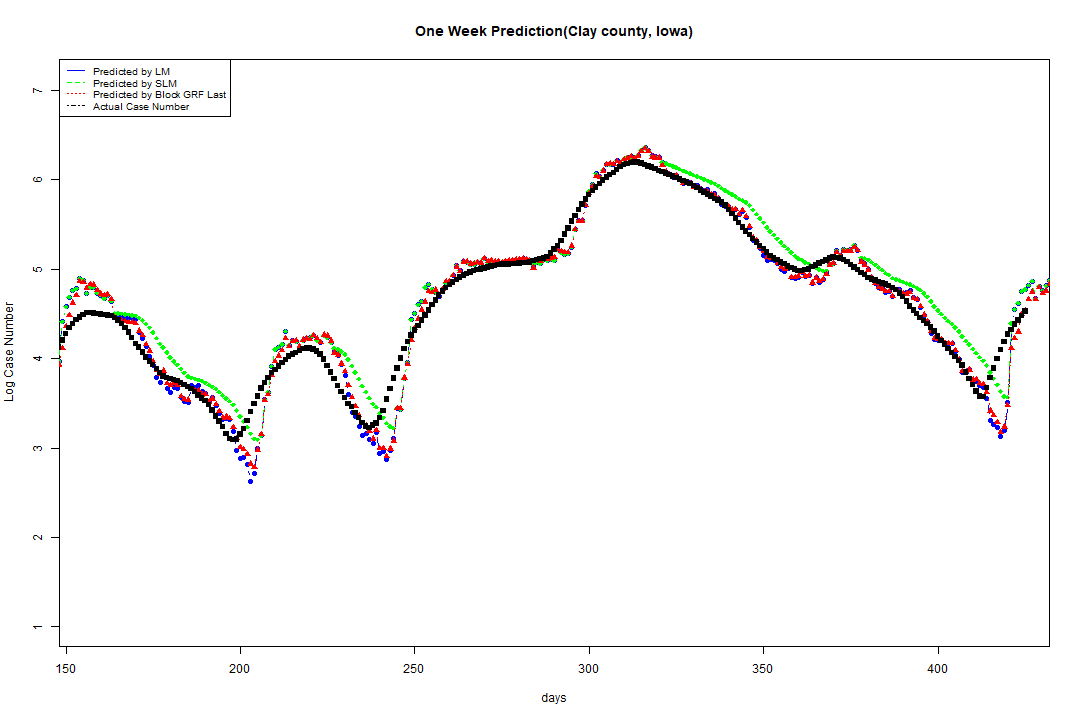 One Week Prediction(Clay county, Iowa)
Predicted by LM
Predicted by SLM
Predicted by Block GRF Last
Actual Case Number
7
6
5
4
3
2
1
Log Case Number
150 200 250 300 350 400
days